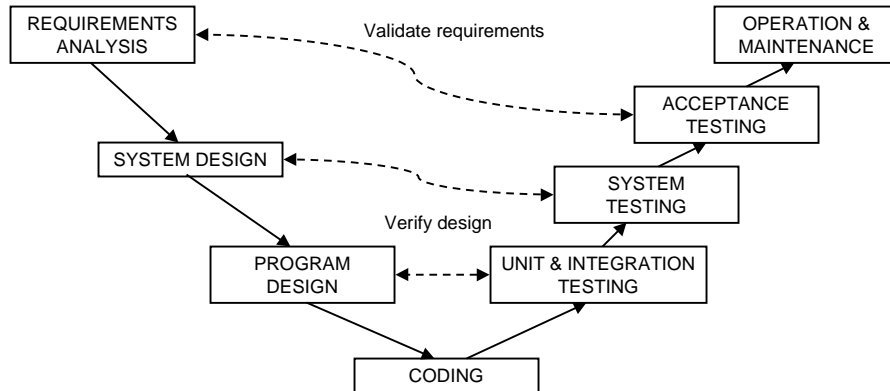 REQUIREMENTS
ANALYSIS
Validate requirements
OPERATION &
MAINTENANCE
ACCEPTANCE
TESTING
SYSTEM DESIGN
SYSTEM
TESTING
Verify design
PROGRAM
DESIGN
UNIT & INTEGRATION
TESTING
CODING